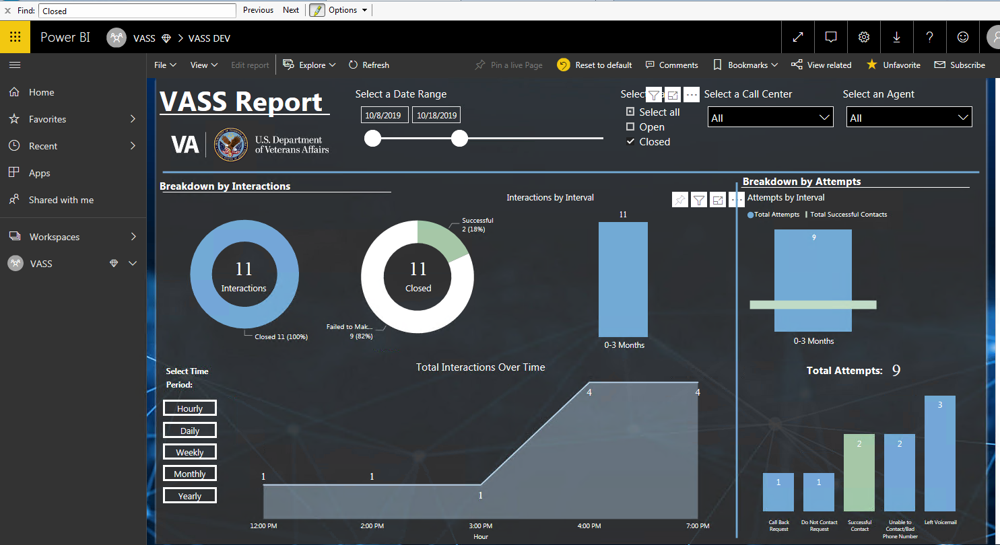 Find: Closed Previous Next Options
Power BI VASS > VASS DEV ?
File View Edit report Explore Refresh Pin a live Page Reset to default Comments Bookmarks View related Unfavorite Subscribe
Home
Favorites
Recent
Apps
Shared with me
Workspaces
VASS
VASS Report
VA
U.S. Department
of Veterans Affairs
Select a Date Range
10/8/2019 10/18/2019
Select
Select all
Open
Closed
Select a Call Center
All
Select an Agent
All
Breakdown by Interactions
11
Interactions
Closed 11 (100%)
Successful
2 (18%)
11
Closed
Failed to Mak...
9 (82%)
Interactions by Interval
11
0-3 Months
Breakdown by Attempts
Attempts by Interval
Total Attempts Total Successful Contacts
9
0-3 Months
Select Time
Period:
Hourly
Daily
Weekly
Monthly
Yearly
Total Interactions Over Time
1 1 1 4 4
12:00 PM 2:00 PM 3:00 PM 4:00 PM 7:00 PM
Hour
Total Attempts: 9
1 1 2 2 3
Call Back
Request
Do Not Contact
Request
Successful
Contact
Unable to
Contact/Bad
Phone Number
Left Voicemail